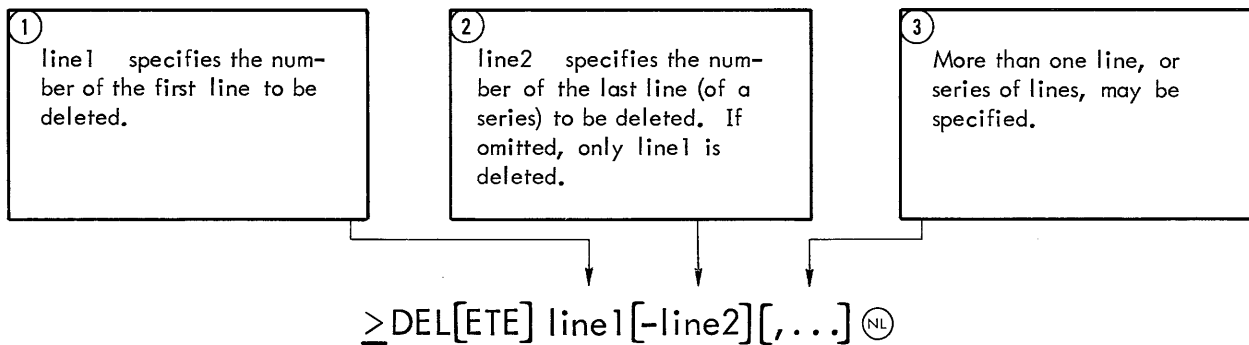 1
line1 specifies the num-
ber of the first line to be
deleted.
2
line2 specifies the num-
ber of the last line (of a
series) to be deleted. If
omitted, only line1 is
deleted.
3
More than one line, or
series of lines, may be
specified.
>DEL[ETE] line1[-line2][,...] NL